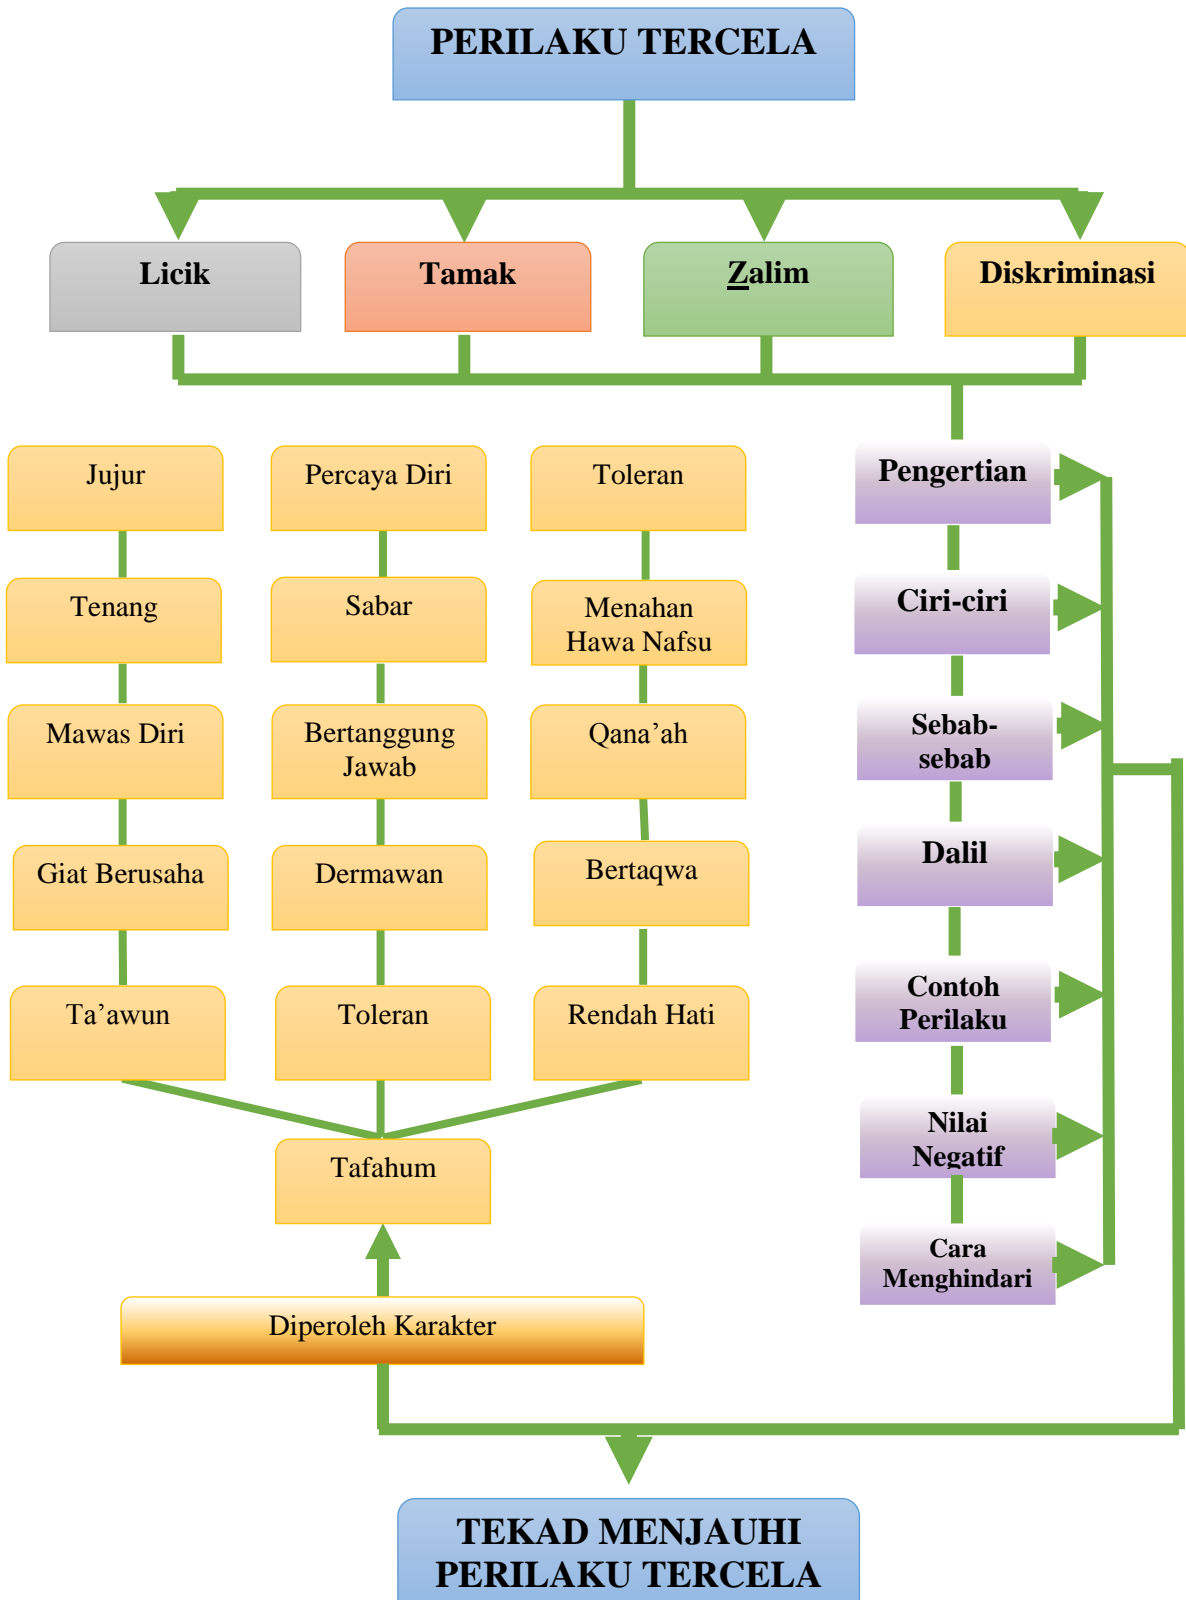 PERILAKU TERCELA
Licik
Tamak
Zalim
Diskriminasi
Jujur
Percaya Diri
Toleran
Pengertian
Tenang
Sabar
Menahan
Hawa Nafsu
Ciri-ciri
Mawas Diri
Bertanggung
Jawab
Qana’ah
Sebab-
sebab
Giat Berusaha
Dermawan
Bertaqwa
Dalil
Ta’awun
Toleran
Rendah Hati
Contoh
Perilaku
Tafahum
Nilai
Negatif
Cara
Menghindari
Diperoleh Karakter
TEKAD MENJAUHI
PERILAKU TERCELA